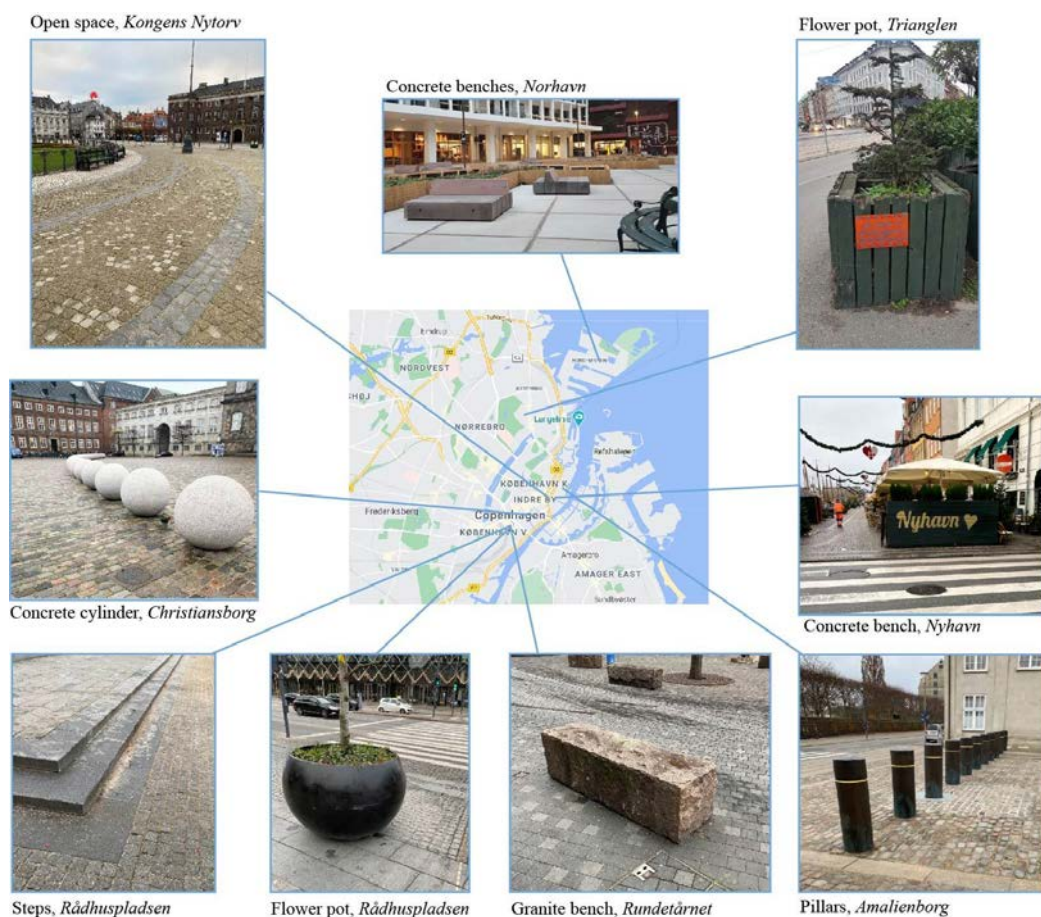 Open space, Kongens Nytorv
Flower pot, Trianglen
Concrete benches, Norhavn
NORDVEST
SHØJ
NØRREBRO
KØBENHAVN K
INDRE BY
Frederiksberg
Copenhagen
KØBENHAVN V
Amagerbro
AMAGER EAST
Sundbyøster
Nyhavn
Concrete cylinder, Christiansborg
Concrete bench, Nyhavn
Steps, Rådhuspladsen
Flower pot, Rådhuspladsen
Granite bench, Rundetårnet
Pillars, Amalienborg